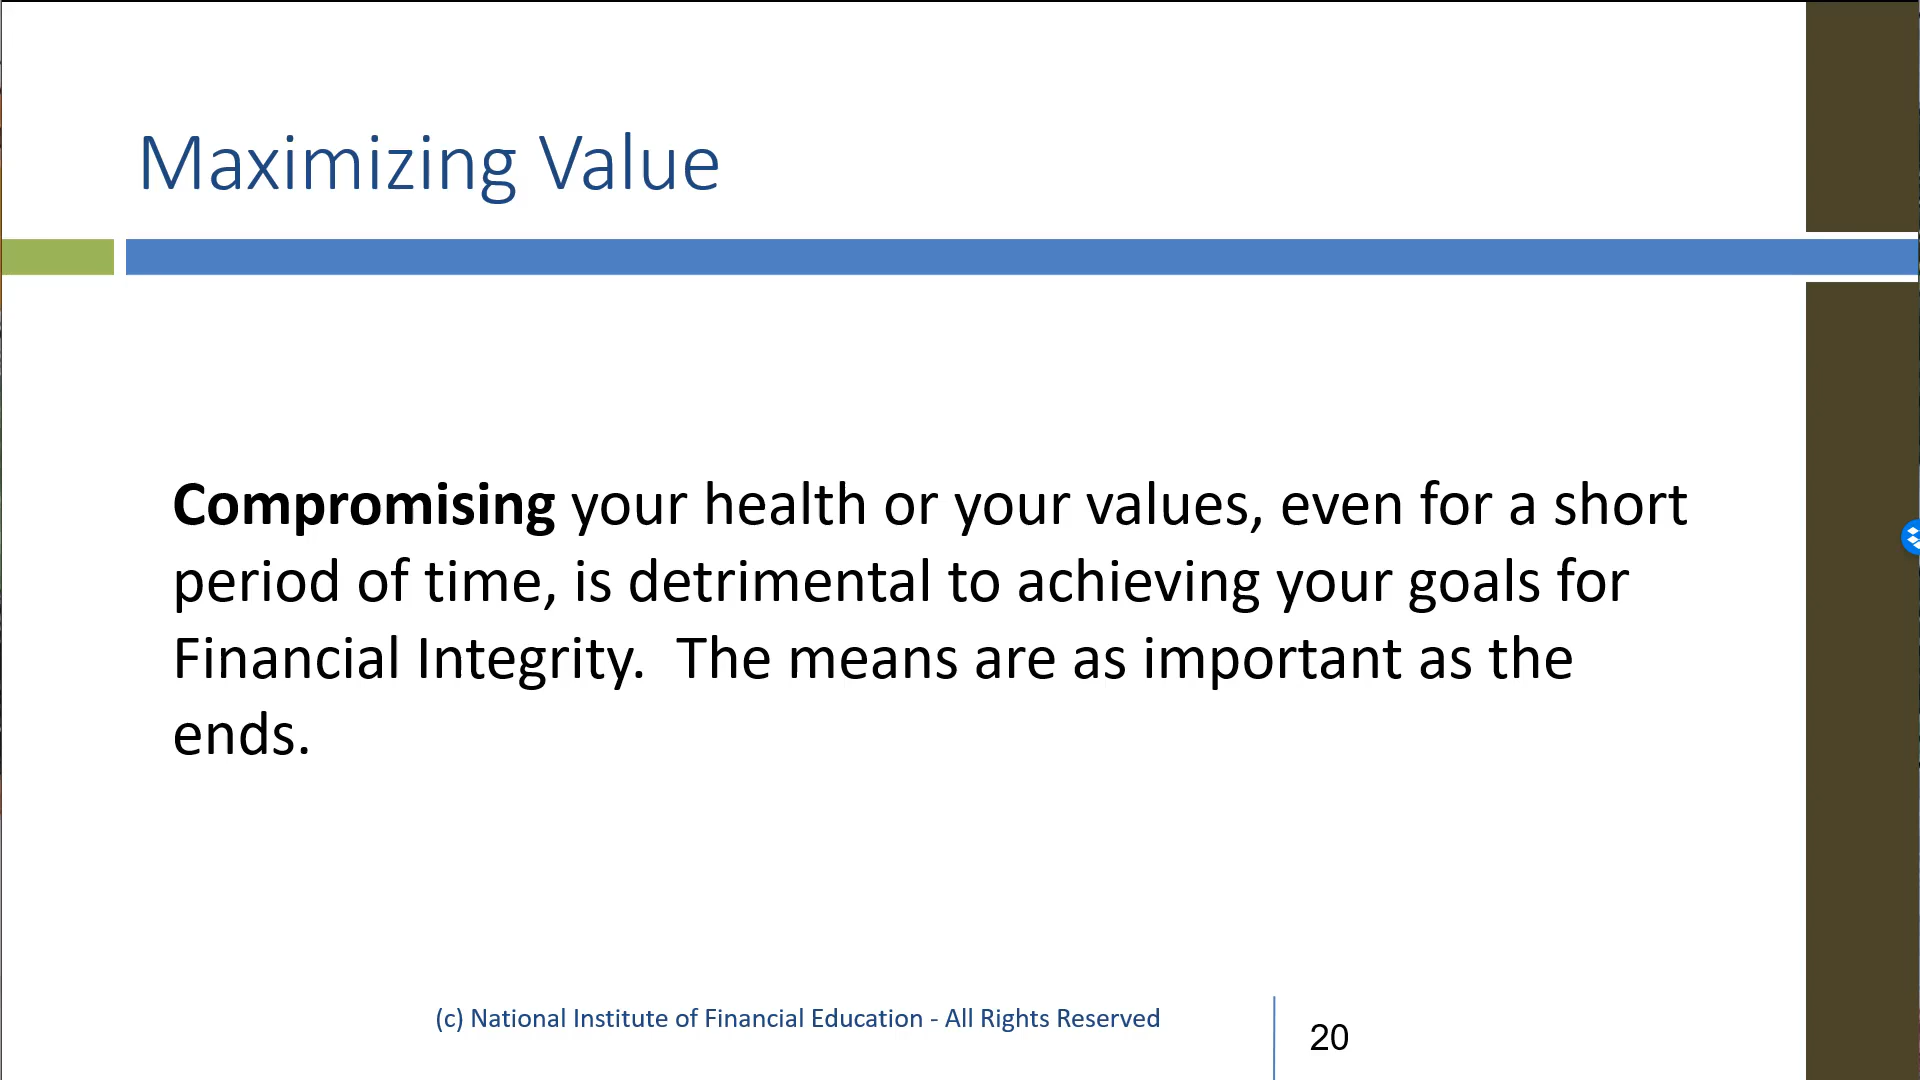 Maximizing Value
Compromising your health or your values, even for a short
period of time, is detrimental to achieving your goals for
Financial Integrity.  The means are as important as the
ends.
(c) National Institute of Financial Education - All Rights Reserved
20